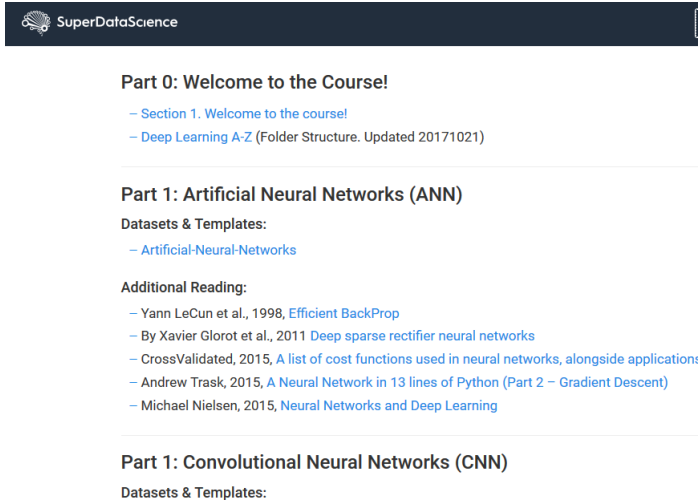 SuperDataScience
Part 0: Welcome to the Course!
– Section 1. Welcome to the course!
– Deep Learning A-Z (Folder Structure. Updated 20171021)
Part 1: Artificial Neural Networks (ANN)
Datasets & Templates:
– Artificial-Neural-Networks
Additional Reading:
– Yann LeCun et al., 1998, Efficient BackProp
– By Xavier Glorot et al., 2011 Deep sparse rectifier neural networks
– CrossValidated, 2015, A list of cost functions used in neural networks, alongside applications
– Andrew Trask, 2015, A Neural Network in 13 lines of Python (Part 2 – Gradient Descent)
– Michael Nielsen, 2015, Neural Networks and Deep Learning
Part 1: Convolutional Neural Networks (CNN)
Datasets & Templates: